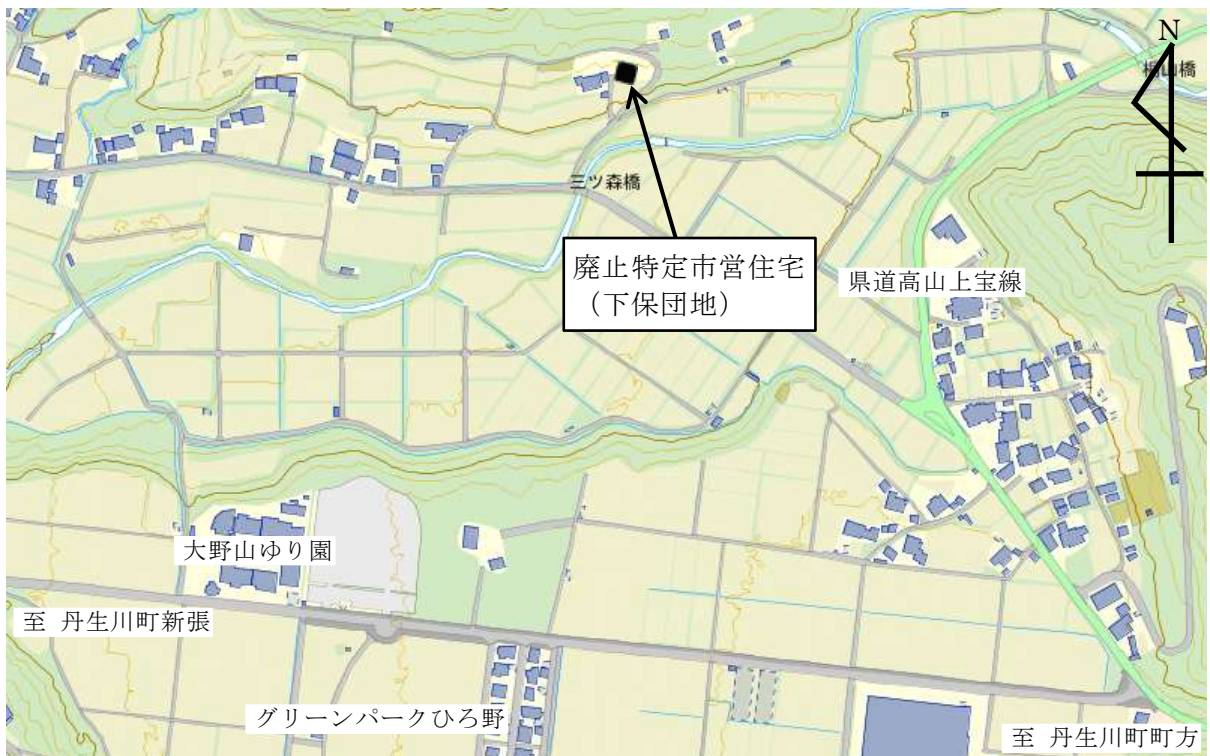 N
三ツ森橋
廃止特定市営住宅
（下保団地）
県道高山上宝線
大野山ゆり園
至 丹生川町新張
グリーンパークひろ野
至 丹生川町町方